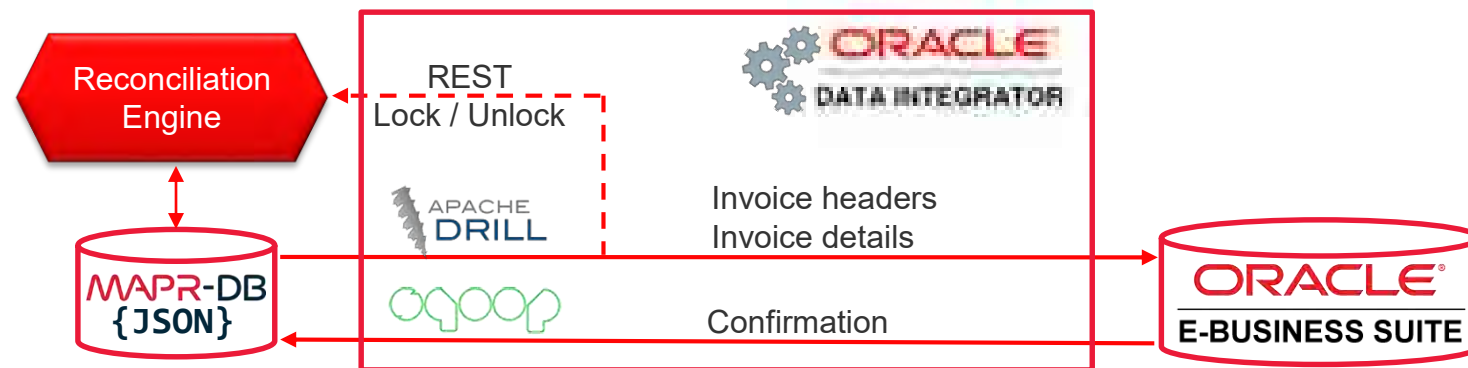 Reconciliation
Engine
REST
Lock / Unlock
ORACLE
DATA INTEGRATOR
APACHE
DRILL
Invoice headers
Invoice details
MAPR-DB
{JSON}
sqoop
Confirmation
ORACLE®
E-BUSINESS SUITE